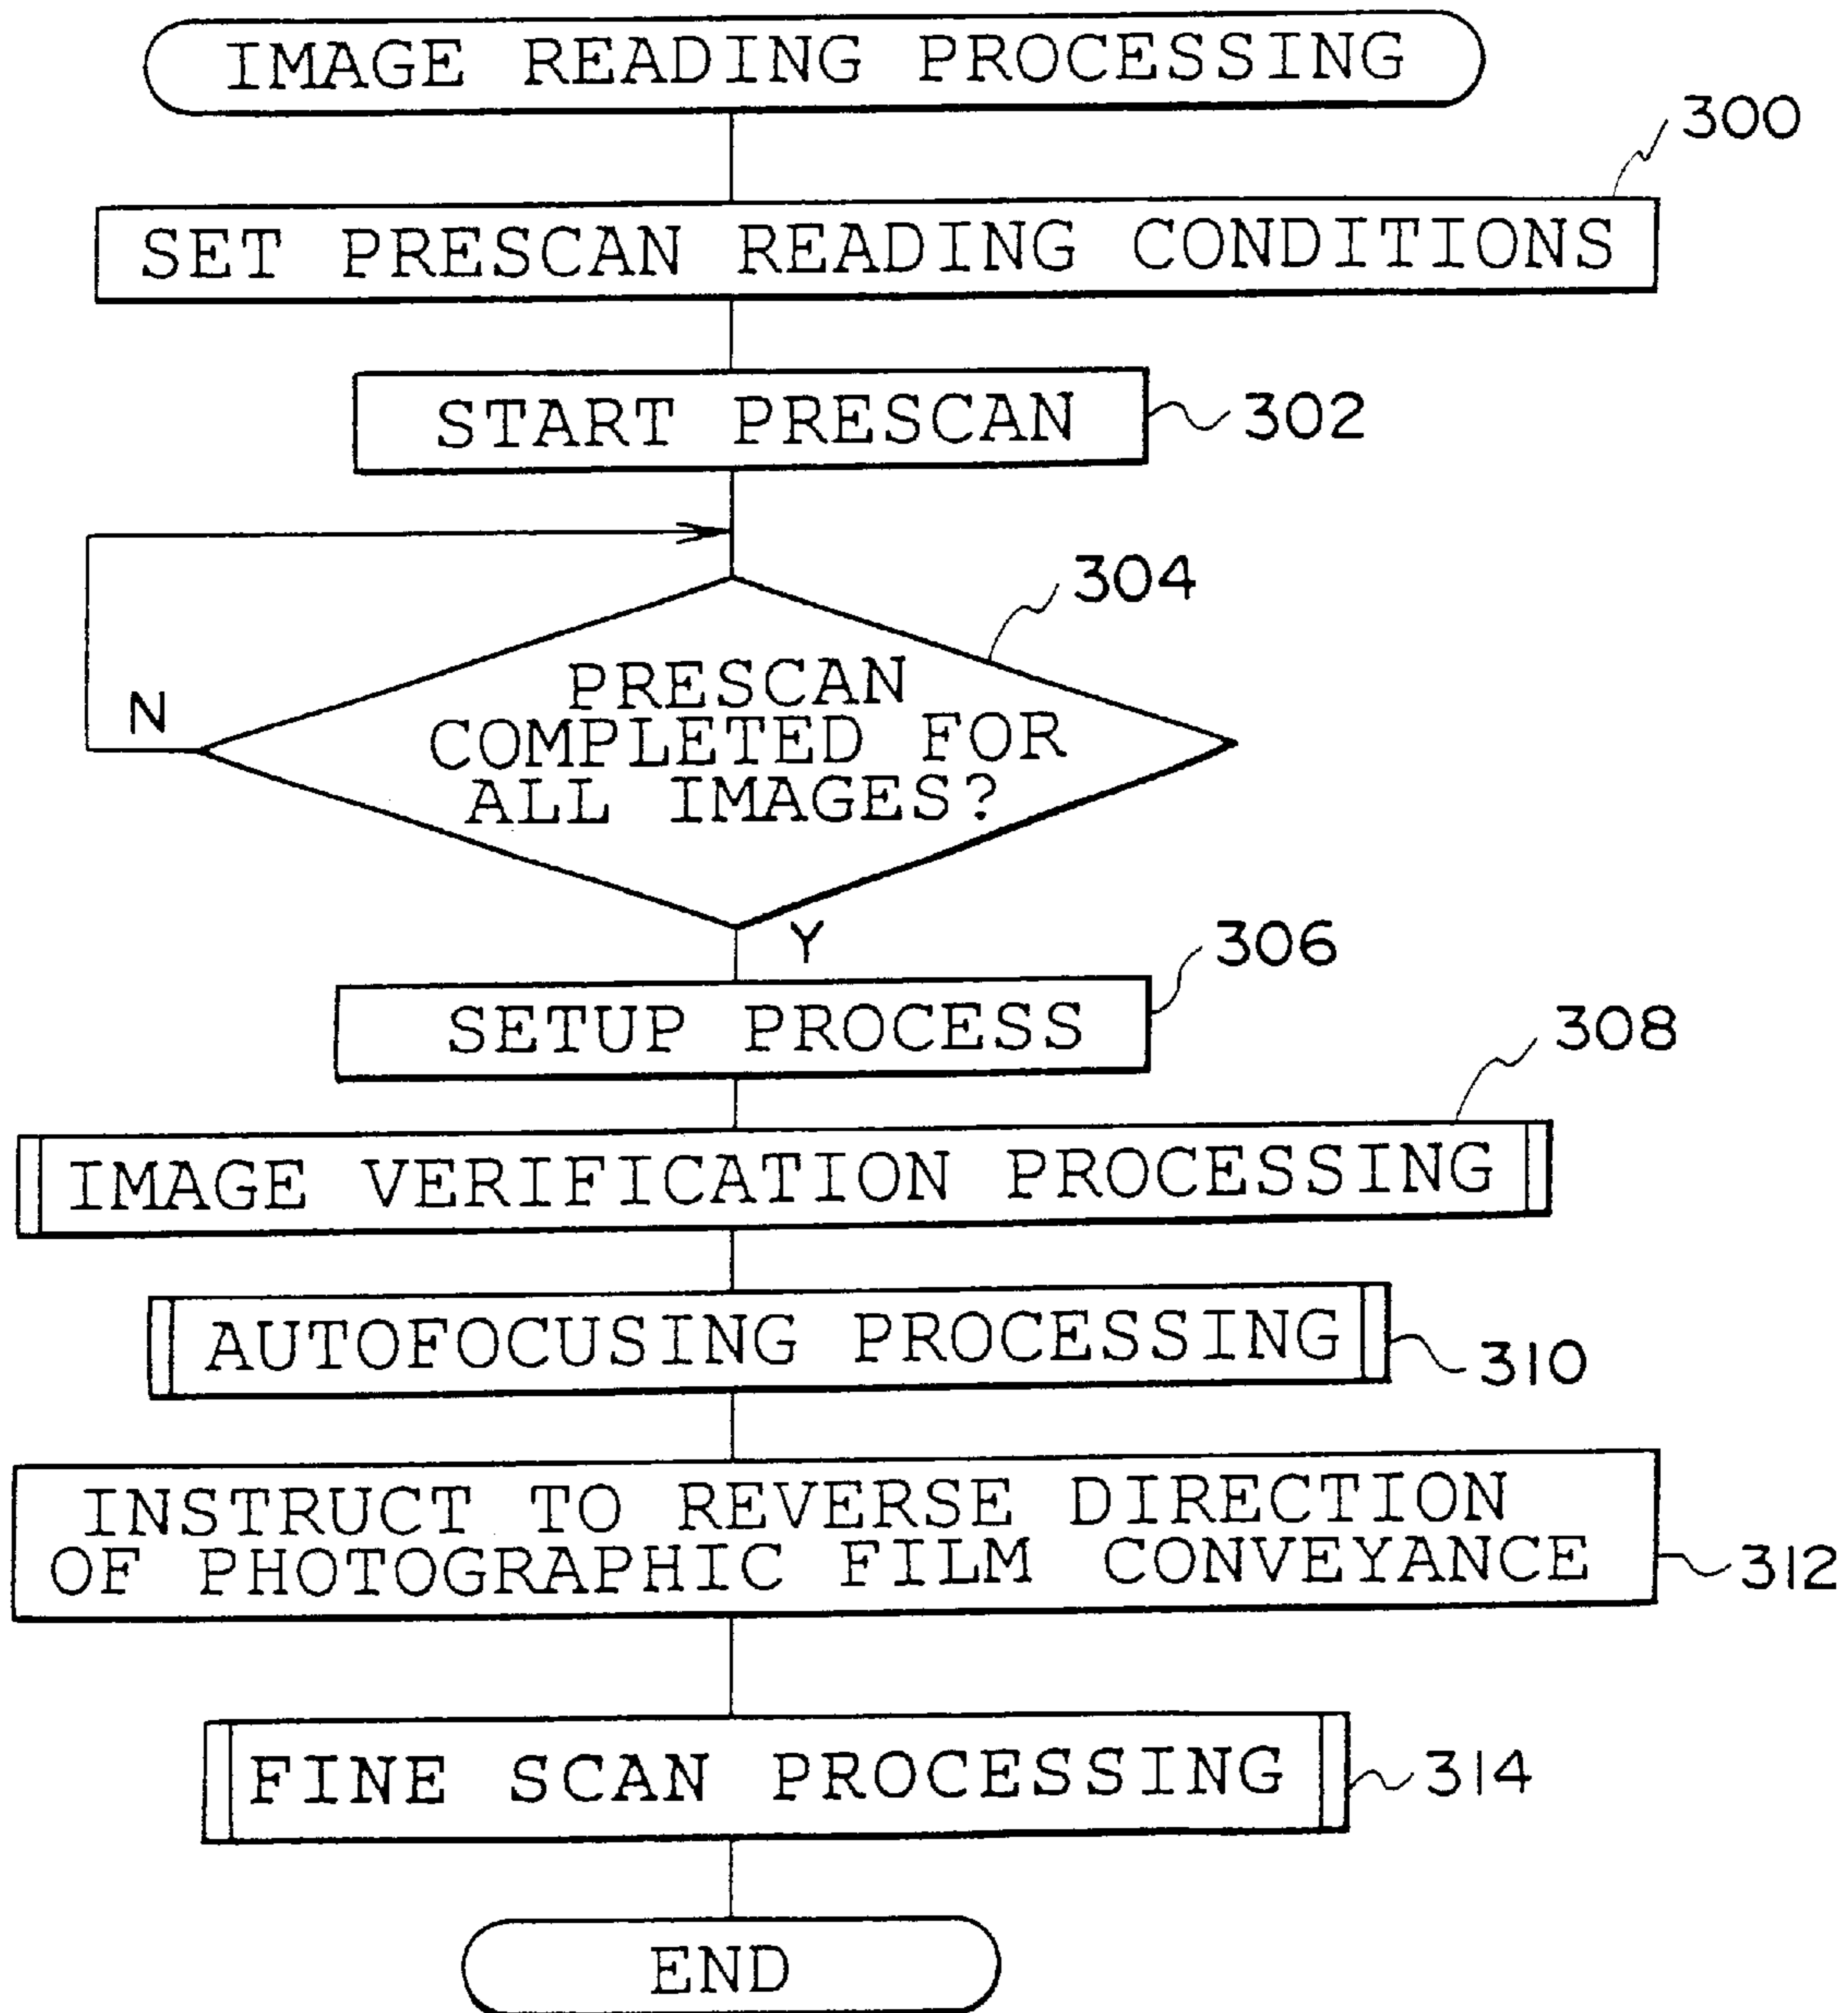 IMAGE READING PROCESSING
300
SET PRESCAN READING CONDITIONS
START PRESCAN
302
304
PRESCAN
COMPLETED FOR
ALL IMAGES?
N
Y
306
SETUP PROCESS
308
IMAGE VERIFICATION PROCESSING
AUTOFOCUSING PROCESSING
310
INSTRUCT TO REVERSE DIRECTION
OF PHOTOGRAPHIC FILM CONVEYANCE
312
FINE SCAN PROCESSING
314
END